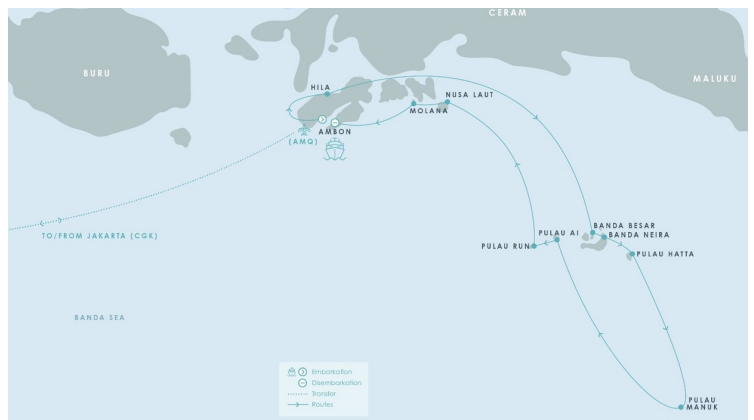 CERAM
BURU
MALUKU
HILA
NUSA LAUT
MOLANA
AMBON
(AMQ)
BANDA BESAR
BANDA NEIRA
PULAU AI
PULAU RUN
PULAU HATTA
TO/FROM JAKARTA (CGK)
BANDA SEA
Embarkation
Disembarkation
Transfer
Routes
PULAU
MANUK